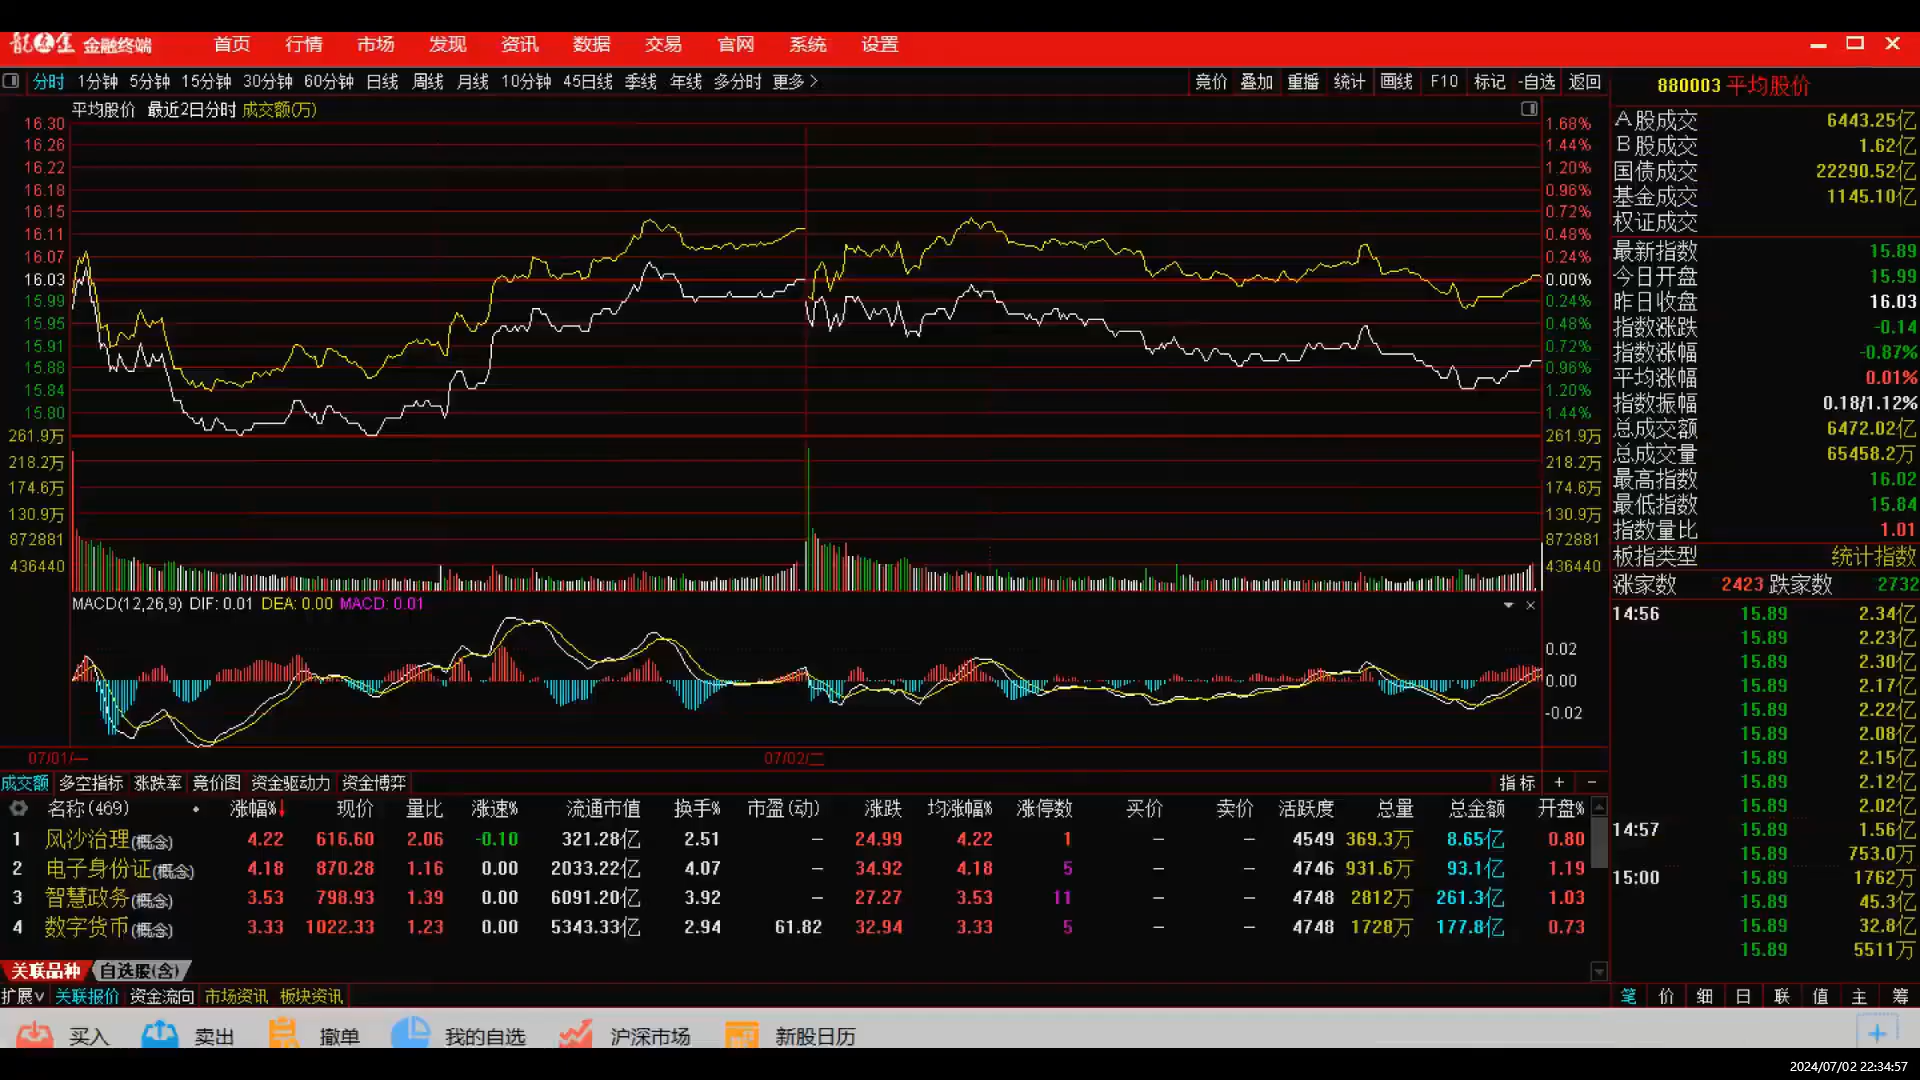 龍金 金融终端 首页 行情 市场 发现 资讯 数据 交易 官网 系统 设置
分时 1分钟 5分钟 15分钟 30分钟 60分钟 日线 周线 月线 10分钟 45日线 季线 年线 多分时 更多 竞价 叠加 重播 统计 画线 F10 标记 -自选 返回
880003 平均股价
平均股价 最近2日分时 成交额(万)
16.30 1.68%
16.26 1.44%
16.22 1.20%
16.18 0.96%
16.15 0.72%
16.11 0.48%
16.07 0.24%
16.03 0.00%
15.99 0.24%
15.95 0.48%
15.91 0.72%
15.88 0.96%
15.84 1.20%
15.80 1.44%
261.9万 261.9万
218.2万 218.2万
174.6万 174.6万
130.9万 130.9万
872881 872881
436440 436440
MACD(12,26,9) DIF: 0.01 DEA: 0.00 MACD: 0.01
0.02
0.00
-0.02
07/01/一 07/02/二
A股成交 6443.25亿
B股成交 1.62亿
国债成交 22290.52亿
基金成交 1145.10亿
权证成交
最新指数 15.89
今日开盘 15.99
昨日收盘 16.03
指数涨跌 -0.14
指数涨幅 -0.87%
平均涨幅 0.01%
指数振幅 0.18/1.12%
总成交额 6472.02亿
总成交量 65458.2万
最高指数 16.02
最低指数 15.84
指数量比 1.01
板指类型 统计指数
涨家数 2423 跌家数 2732
14:56 15.89 2.34亿
15.89 2.23亿
15.89 2.30亿
15.89 2.17亿
15.89 2.22亿
15.89 2.08亿
15.89 2.15亿
15.89 2.12亿
15.89 2.02亿
14:57 15.89 1.56亿
15.89 753.0万
15:00 15.89 1762万
15.89 45.3亿
15.89 32.8亿
15.89 5511万
成交额 多空指标 涨跌率 竞价图 资金驱动力 资金博弈 指标 + -
名称(469) 涨幅%↓ 现价 量比 涨速% 流通市值 换手% 市盈(动) 涨跌 均涨幅% 涨停数 买价 卖价 活跃度 总量 总金额 开盘%
1 风沙治理(概念) 4.22 616.60 2.06 -0.10 321.28亿 2.51 — 24.99 4.22 1 — — 4549 369.3万 8.65亿 0.80
2 电子身份证(概念) 4.18 870.28 1.16 0.00 2033.22亿 4.07 — 34.92 4.18 5 — — 4746 931.6万 93.1亿 1.19
3 智慧政务(概念) 3.53 798.93 1.39 0.00 6091.20亿 3.92 — 27.27 3.53 11 — — 4748 2812万 261.3亿 1.03
4 数字货币(概念) 3.33 1022.33 1.23 0.00 5343.33亿 2.94 61.82 32.94 3.33 5 — — 4748 1728万 177.8亿 0.73
关联品种 自选股(含)
扩展∨ 关联报价 资金流向 市场资讯 板块资讯
笔 价 细 日 联 值 主 筹
买入 卖出 撤单 我的自选 沪深市场 新股日历
2024/07/02 22:34:57